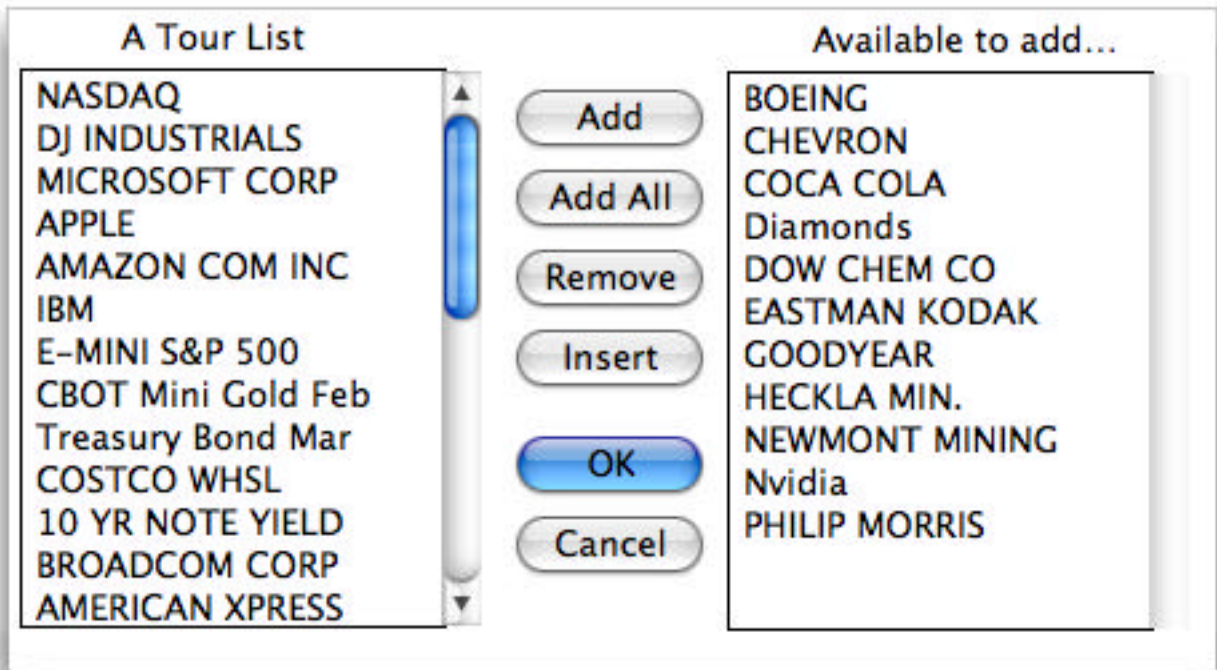 A Tour List
NASDAQ
DJ INDUSTRIALS
MICROSOFT CORP
APPLE
AMAZON COM INC
IBM
E-MINI S&P 500
CBOT Mini Gold Feb
Treasury Bond Mar
COSTCO WHSL
10 YR NOTE YIELD
BROADCOM CORP
AMERICAN XPRESS
Add
Add All
Remove
Insert
OK
Cancel
Available to add...
BOEING
CHEVRON
COCA COLA
Diamonds
DOW CHEM CO
EASTMAN KODAK
GOODYEAR
HECKLA MIN.
NEWMONT MINING
Nvidia
PHILIP MORRIS